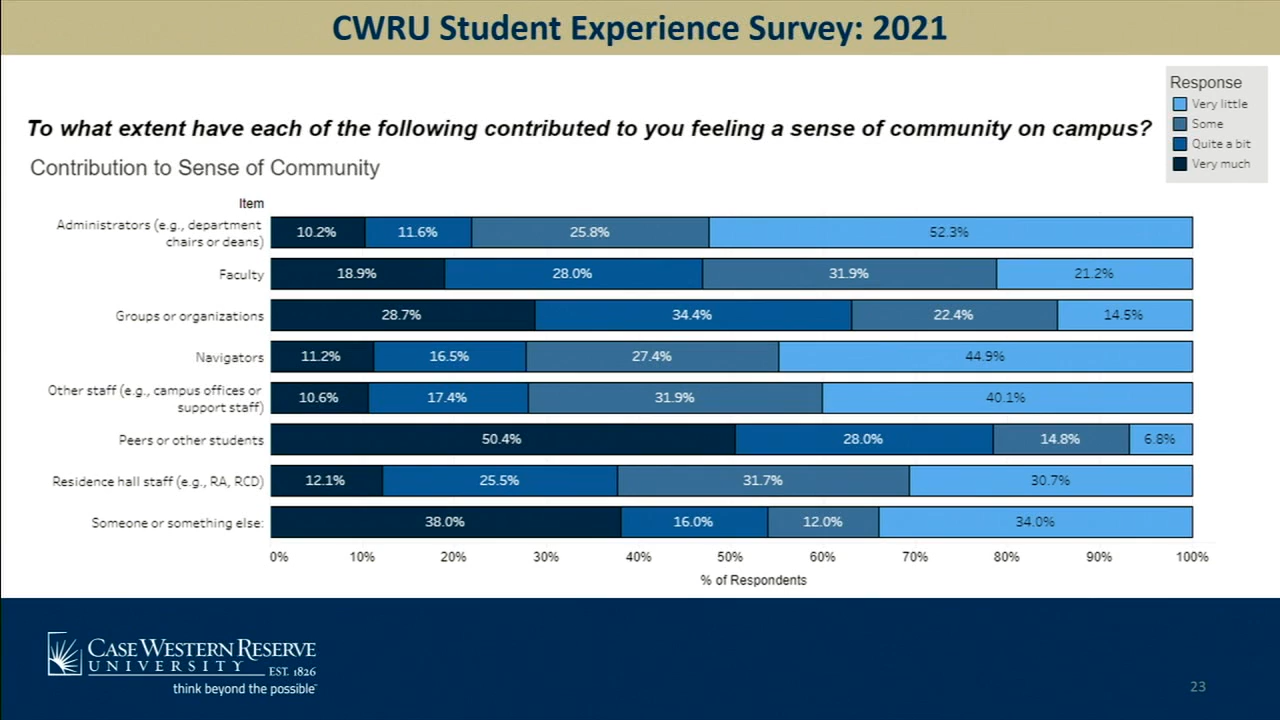 CWRU Student Experience Survey: 2021
Response
Very little
Some
Quite a bit
Very much
To what extent have each of the following contributed to you feeling a sense of community on campus?
Contribution to Sense of Community
Item
Administrators (e.g., department
chairs or deans)
10.2% 11.6% 25.8% 52.3%
Faculty 18.9% 28.0% 31.9% 21.2%
Groups or organizations 28.7% 34.4% 22.4% 14.5%
Navigators 11.2% 16.5% 27.4% 44.9%
Other staff (e.g., campus offices or
support staff)
10.6% 17.4% 31.9% 40.1%
Peers or other students 50.4% 28.0% 14.8% 6.8%
Residence hall staff (e.g., RA, RCD) 12.1% 25.5% 31.7% 30.7%
Someone or something else: 38.0% 16.0% 12.0% 34.0%
0% 10% 20% 30% 40% 50% 60% 70% 80% 90% 100%
% of Respondents
CASE WESTERN RESERVE
UNIVERSITY
EST. 1826
think beyond the possible™
23